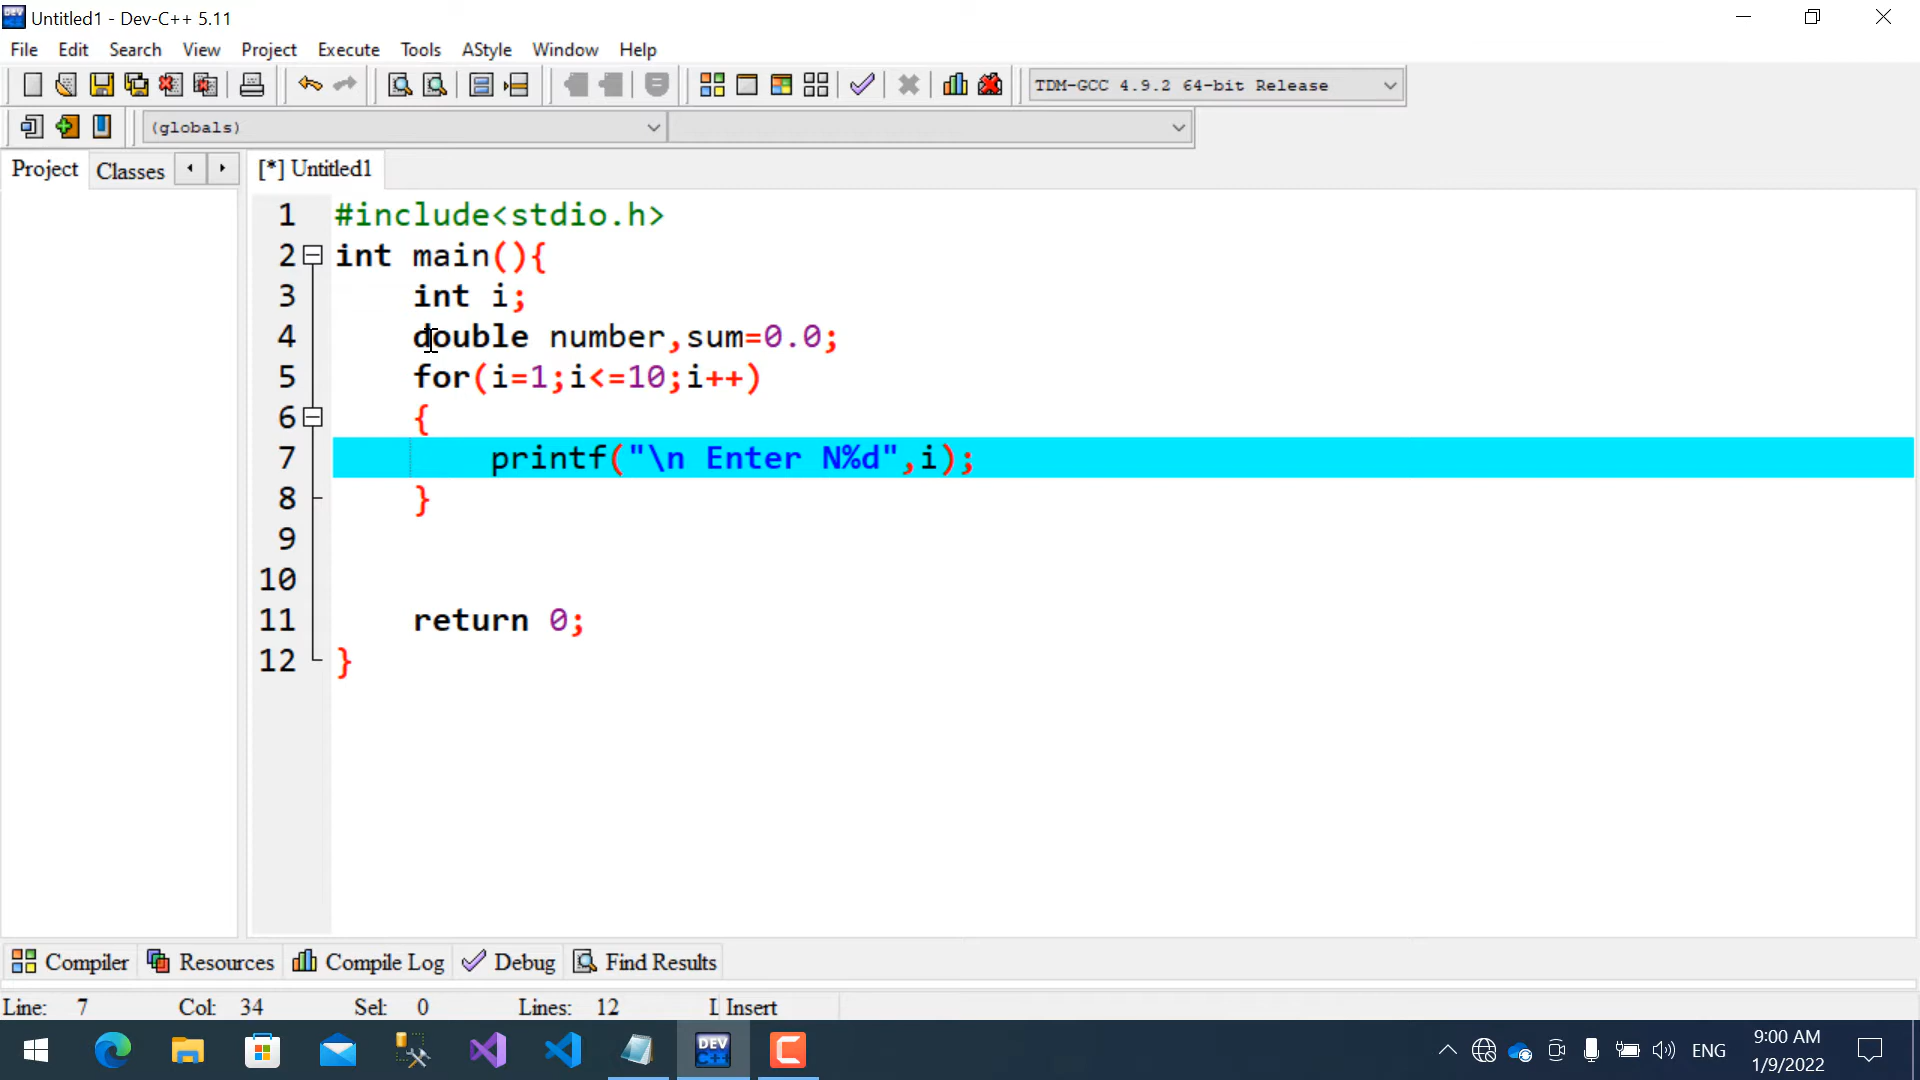 Untitled1 - Dev-C++ 5.11
File Edit Search View Project Execute Tools AStyle Window Help
TDM-GCC 4.9.2 64-bit Release
(globals)
Project Classes [*] Untitled1
1 #include<stdio.h>
2 int main(){
3 int i;
4 double number,sum=0.0;
5 for(i=1;i<=10;i++)
6 {
7 printf("\n Enter N%d",i);
8 }
9
10
11 return 0;
12 }
Compiler Resources Compile Log Debug Find Results
Line: 7 Col: 34 Sel: 0 Lines: 12 Insert
DEV C++
ENG
9:00 AM
1/9/2022